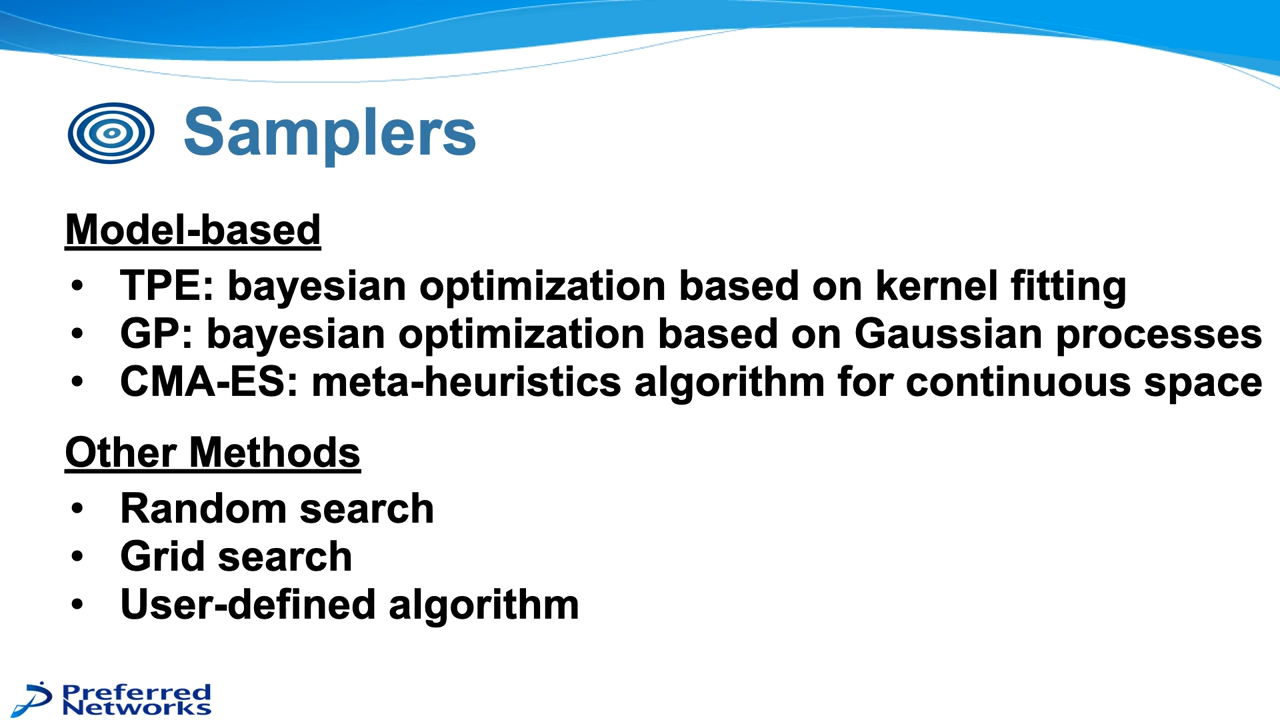 Samplers
Model-based
• TPE: bayesian optimization based on kernel fitting
• GP: bayesian optimization based on Gaussian processes
• CMA-ES: meta-heuristics algorithm for continuous space
Other Methods
• Random search
• Grid search
• User-defined algorithm
Preferred
Networks